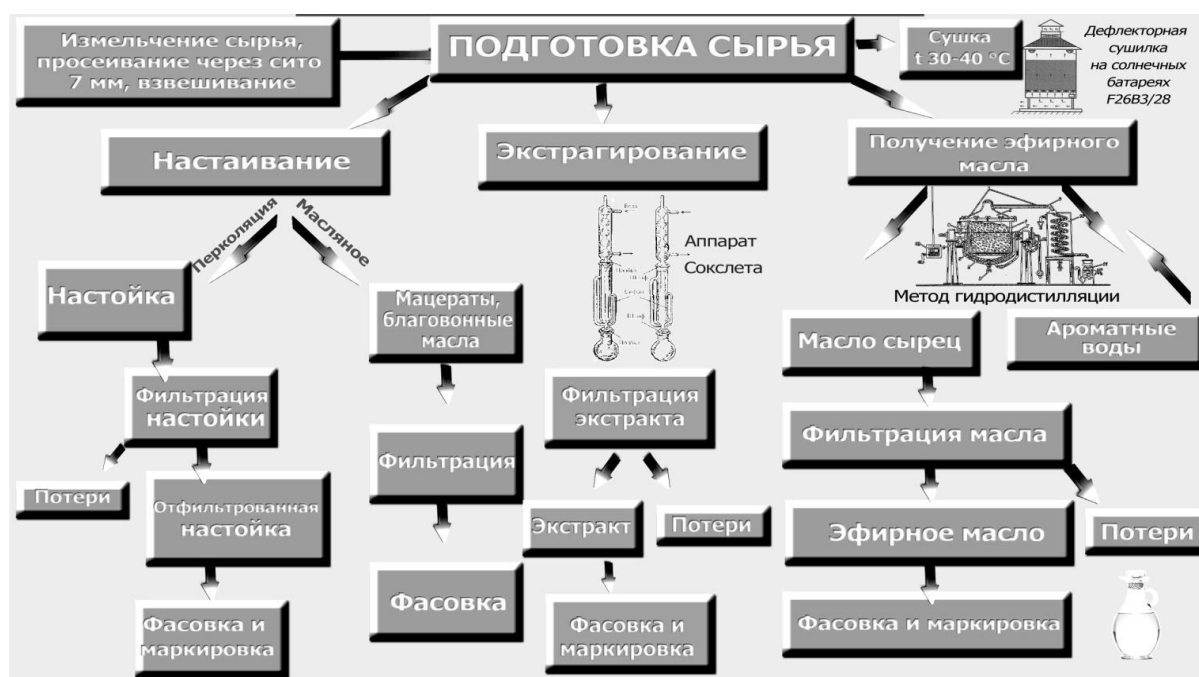 Измельчение сырья,
просеивание через сито
7 мм, взвешивание
ПОДГОТОВКА СЫРЬЯ
Сушка
t 30-40 °C
Дефлекторная
сушилка
на солнечных
батареях
F26B3/28
Настаивание
Экстрагирование
Получение эфирного
масла
Перколяция
Масляное
Аппарат
Сокслета
Метод гидродистилляции
Настойка
Мацераты,
благовонные
масла
Масло сырец
Ароматные
воды
Фильтрация
настойки
Фильтрация
Фильтрация
экстракта
Фильтрация масла
Потери
Отфильтрованная
настойка
Экстракт
Потери
Эфирное масло
Потери
Фасовка и
маркировка
Фасовка
Фасовка и
маркировка
Фасовка и маркировка